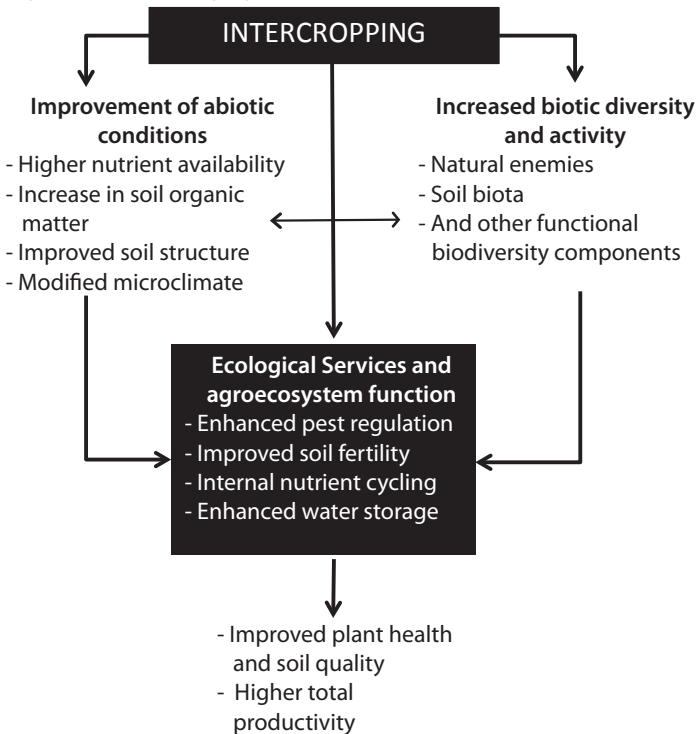 INTERCROPPING
Improvement of abiotic
conditions
- Higher nutrient availability
- Increase in soil organic
matter
- Improved soil structure
- Modified microclimate
Increased biotic diversity
and activity
- Natural enemies
- Soil biota
- And other functional
biodiversity components
Ecological Services and
agroecosystem function
- Enhanced pest regulation
- Improved soil fertility
- Internal nutrient cycling
- Enhanced water storage
- Improved plant health
and soil quality
- Higher total
productivity